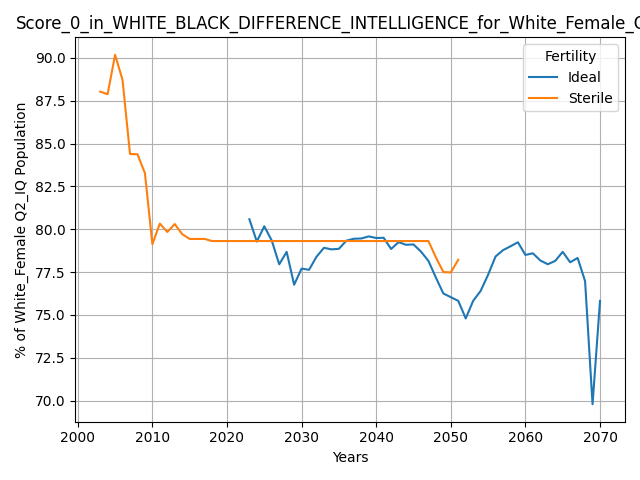 Score_0_in_WHITE_BLACK_DIFFERENCE_INTELLIGENCE_for_White_Female_
Fertility
Ideal
Sterile
% of White_Female Q2_IQ Population
90.0
87.5
85.0
82.5
80.0
77.5
75.0
72.5
70.0
2000
2010
2020
2030
2040
2050
2060
2070
Years